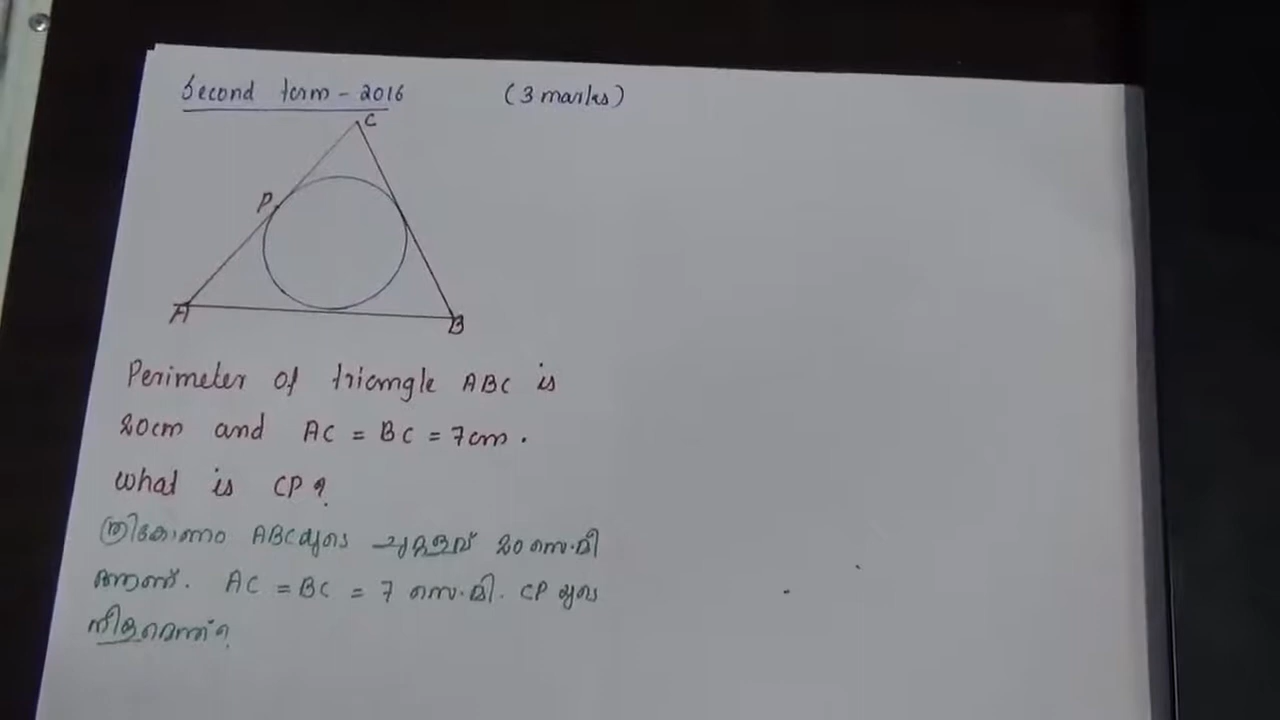 Second term - 2016 (3 marks)
C
P
A
B
Perimeter of triangle ABC is
20cm and AC = BC = 7cm.
what is CP?
ത്രികോണം ABCയുടെ ചുറ്റളവ് 20 സെ.മീ
ആണ്. AC = BC = 7 സെ.മീ. CP യുടെ
നീളമെന്ത്?